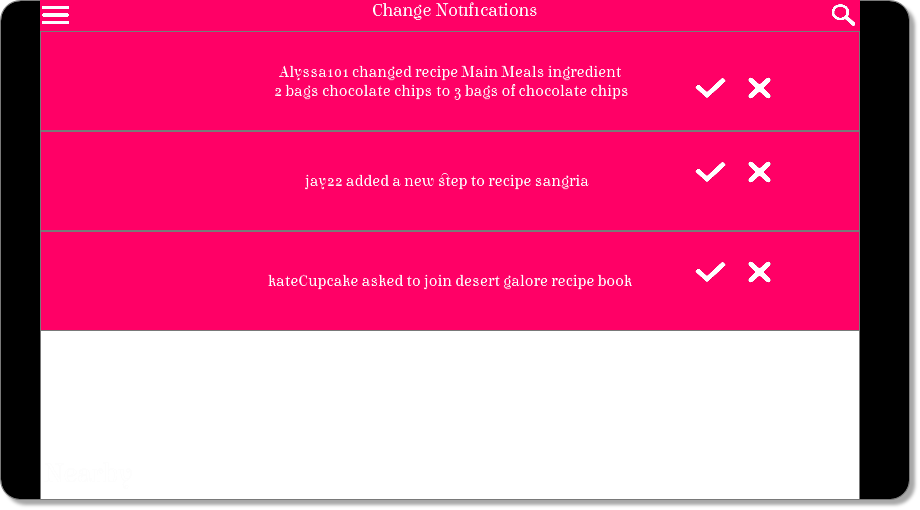 Change Notifications
Alyssa101 changed recipe Main Meals ingredient
2 bags chocolate chips to 3 bags of chocolate chips
jay22 added a new step to recipe sangria
kateCupcake asked to join desert galore recipe book